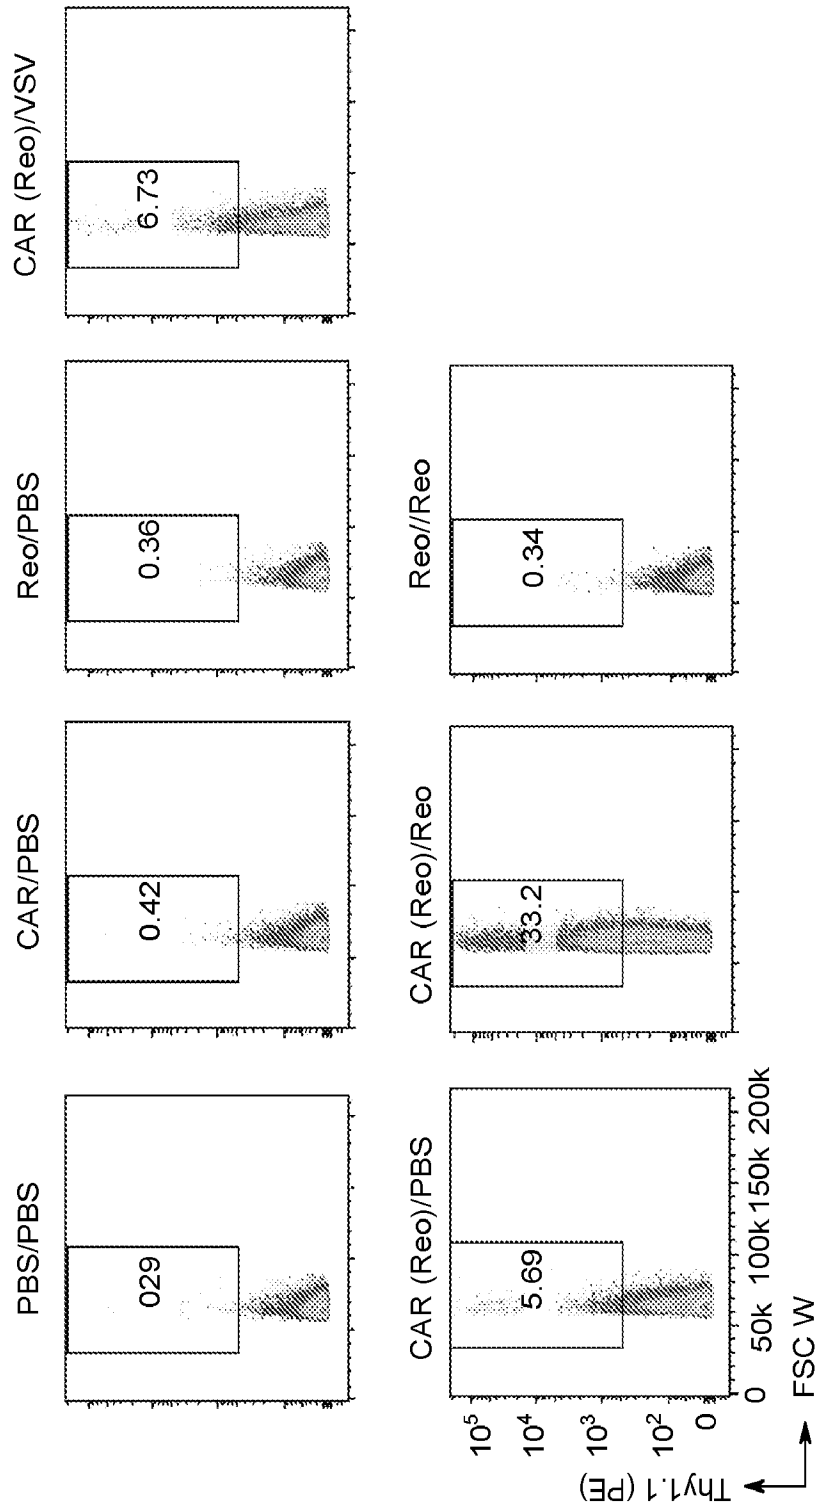 PBS/PBS
029
CAR/PBS
0.42
Reo/PBS
0.36
CAR (Reo)/VSV
6.73
CAR (Reo)/PBS
5.69
CAR (Reo)/Reo
33.2
Reo//Reo
0.34
10⁵
10⁴
10³
10²
0
0 50k 100k 150k 200k
Thy1.1 (PE)
FSC W